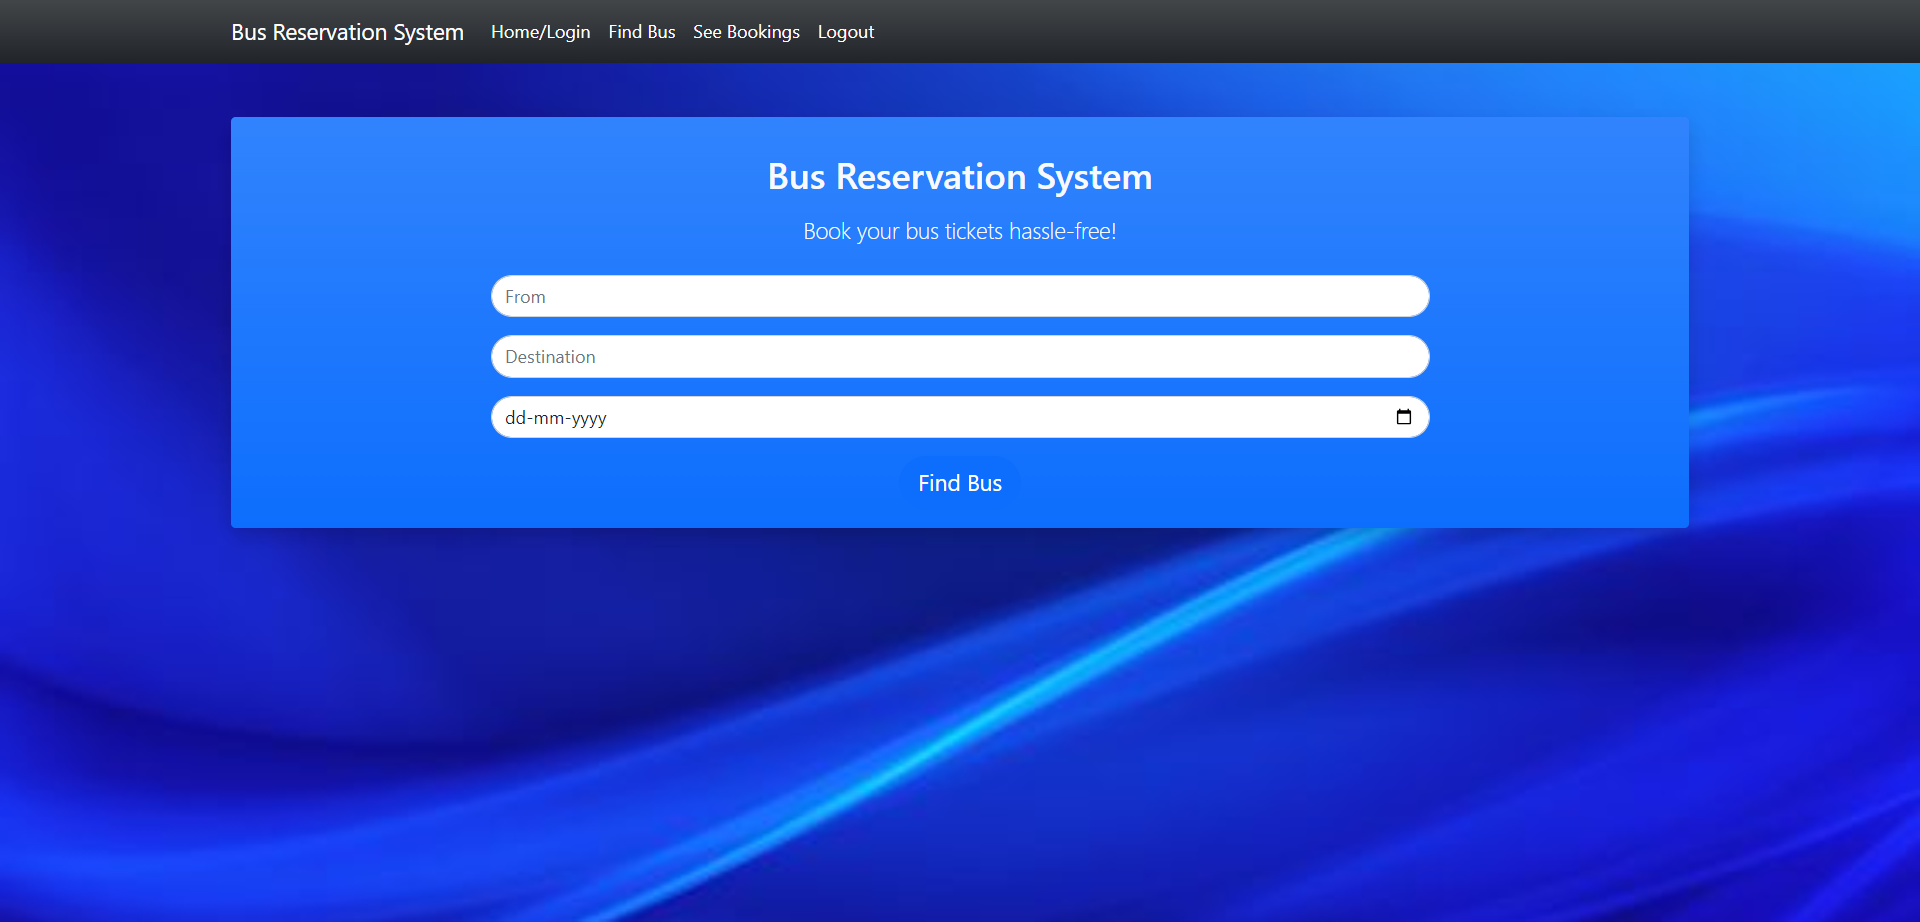 Bus Reservation System Home/Login Find Bus See Bookings Logout
Bus Reservation System
Book your bus tickets hassle-free!
From
Destination
dd-mm-yyyy
Find Bus